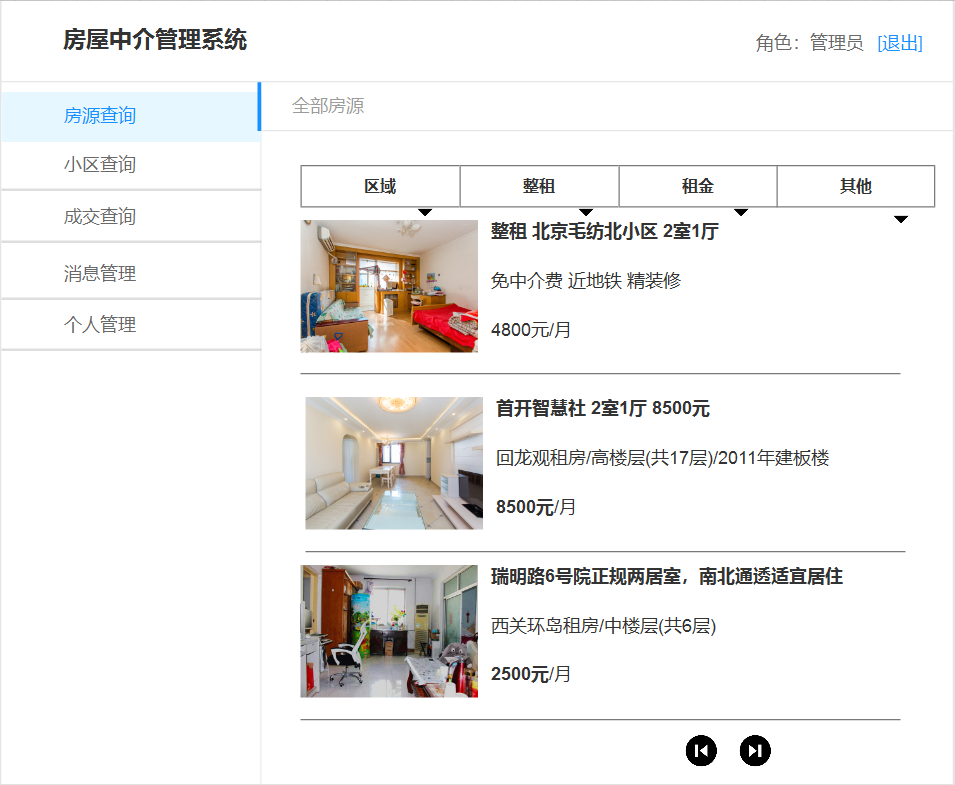 房屋中介管理系统
角色：管理员 [退出]
房源查询
小区查询
成交查询
消息管理
个人管理
全部房源
区域 整租 租金 其他
整租 北京毛纺北小区 2室1厅
免中介费 近地铁 精装修
4800元/月
首开智慧社 2室1厅 8500元
回龙观租房/高楼层(共17层)/2011年建板楼
8500元/月
瑞明路6号院正规两居室，南北通透适宜居住
西关环岛租房/中楼层(共6层)
2500元/月